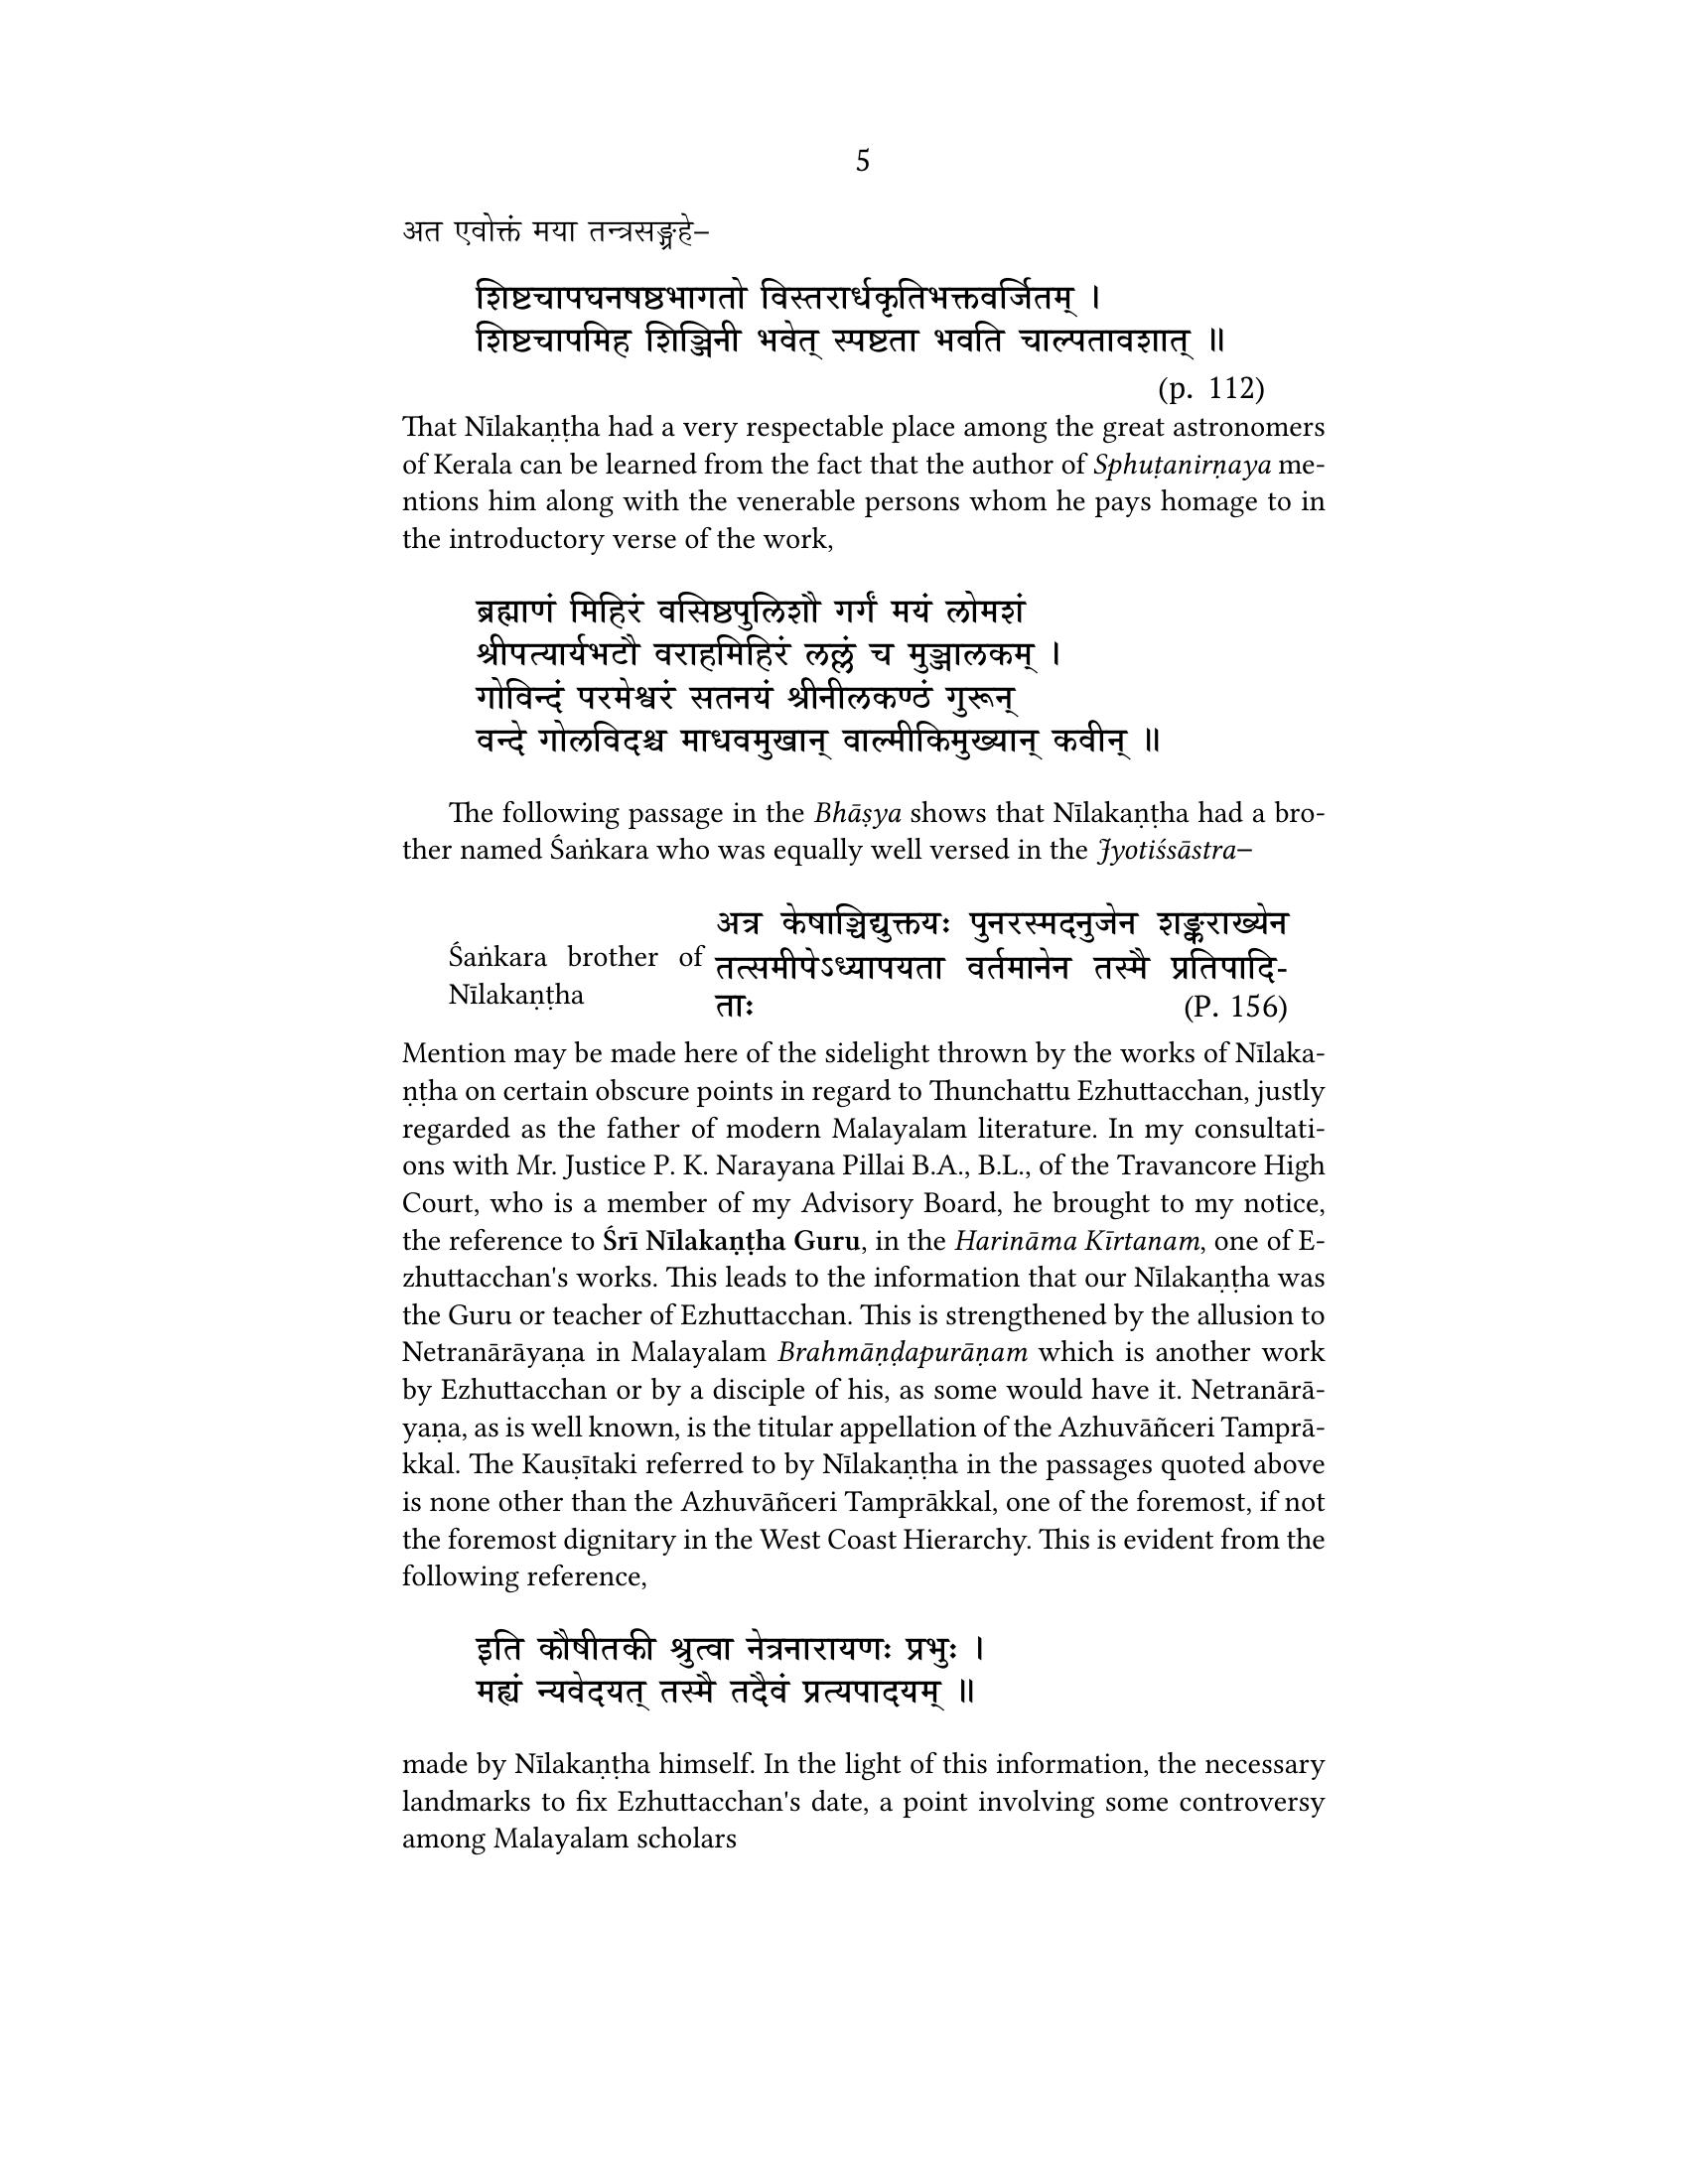 5
अत एवोक्तं मया तन्त्रसङ्ग्रहे–
शिष्टचापघनषष्ठभागतो विस्तरार्धकृतिभक्तवर्जितम् ।
शिष्टचापमिह शिञ्जिनी भवेत् स्पष्टता भवति चाल्पतावशात् ॥
(p. 112)
That Nīlakaṇṭha had a very respectable place among the great astronomers
of Kerala can be learned from the fact that the author of Sphuṭanirṇaya me-
ntions him along with the venerable persons whom he pays homage to in
the introductory verse of the work,
ब्रह्माणं मिहिरं वसिष्ठपुलिशौ गर्गं मयं लोमशं
श्रीपत्यार्यभटौ वराहमिहिरं लल्लं च मुञ्जालकम् ।
गोविन्दं परमेश्वरं सतनयं श्रीनीलकण्ठं गुरून्
वन्दे गोलविदश्च माधवमुखान् वाल्मीकिमुख्यान् कवीन् ॥
The following passage in the Bhāṣya shows that Nīlakaṇṭha had a bro-
ther named Śaṅkara who was equally well versed in the Jyotiśsāstra–
Śaṅkara brother of
Nīlakaṇṭha
अत्र केषाञ्चिद्युक्तयः पुनरस्मदनुजेन शङ्कराख्येन
तत्समीपेऽध्यापयता वर्तमानेन तस्मै प्रतिपादि-
ताः (P. 156)
Mention may be made here of the sidelight thrown by the works of Nīlaka-
ṇṭha on certain obscure points in regard to Thunchattu Ezhuttacchan, justly
regarded as the father of modern Malayalam literature. In my consultati-
ons with Mr. Justice P. K. Narayana Pillai B.A., B.L., of the Travancore High
Court, who is a member of my Advisory Board, he brought to my notice,
the reference to Śrī Nīlakaṇṭha Guru, in the Harināma Kīrtanam, one of E-
zhuttacchan's works. This leads to the information that our Nīlakaṇṭha was
the Guru or teacher of Ezhuttacchan. This is strengthened by the allusion to
Netranārāyaṇa in Malayalam Brahmāṇḍapurāṇam which is another work
by Ezhuttacchan or by a disciple of his, as some would have it. Netranārā-
yaṇa, as is well known, is the titular appellation of the Azhuvāñceri Tamprā-
kkal. The Kauṣītaki referred to by Nīlakaṇṭha in the passages quoted above
is none other than the Azhuvāñceri Tamprākkal, one of the foremost, if not
the foremost dignitary in the West Coast Hierarchy. This is evident from the
following reference,
इति कौषीतकी श्रुत्वा नेत्रनारायणः प्रभुः ।
मह्यं न्यवेदयत् तस्मै तदैवं प्रत्यपादयम् ॥
made by Nīlakaṇṭha himself. In the light of this information, the necessary
landmarks to fix Ezhuttacchan's date, a point involving some controversy
among Malayalam scholars